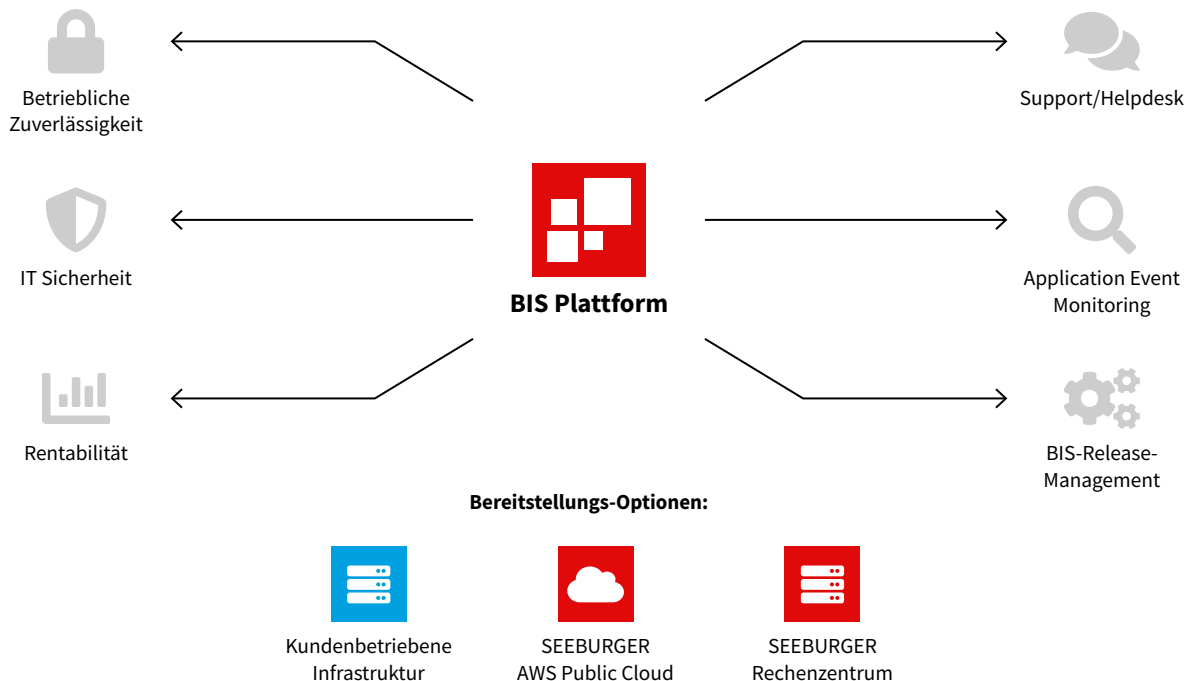 Betriebliche
Zuverlässigkeit
Support/Helpdesk
IT Sicherheit
BIS Plattform
Application Event
Monitoring
Rentabilität
BIS-Release-
Management
Bereitstellungs-Optionen:
Kundenbetriebene
Infrastruktur
SEEBURGER
AWS Public Cloud
SEEBURGER
Rechenzentrum